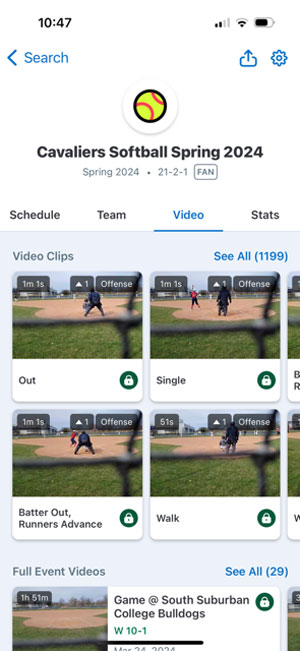 10:47
Search
Cavaliers Softball Spring 2024
Spring 2024 • 21-2-1 FAN
Schedule Team Video Stats
Video Clips See All (1199)
1m 1s ▲ 1 Offense
1m 1s ▲ 1 Offense
Out
Single
B
R
1m 1s ▲ 1 Offense
51s ▲ 1 Offense
Batter Out,
Runners Advance
Walk
Full Event Videos See All (29)
1h 51m
Game @ South Suburban
College Bulldogs
W 10-1
Mar 24, 2024